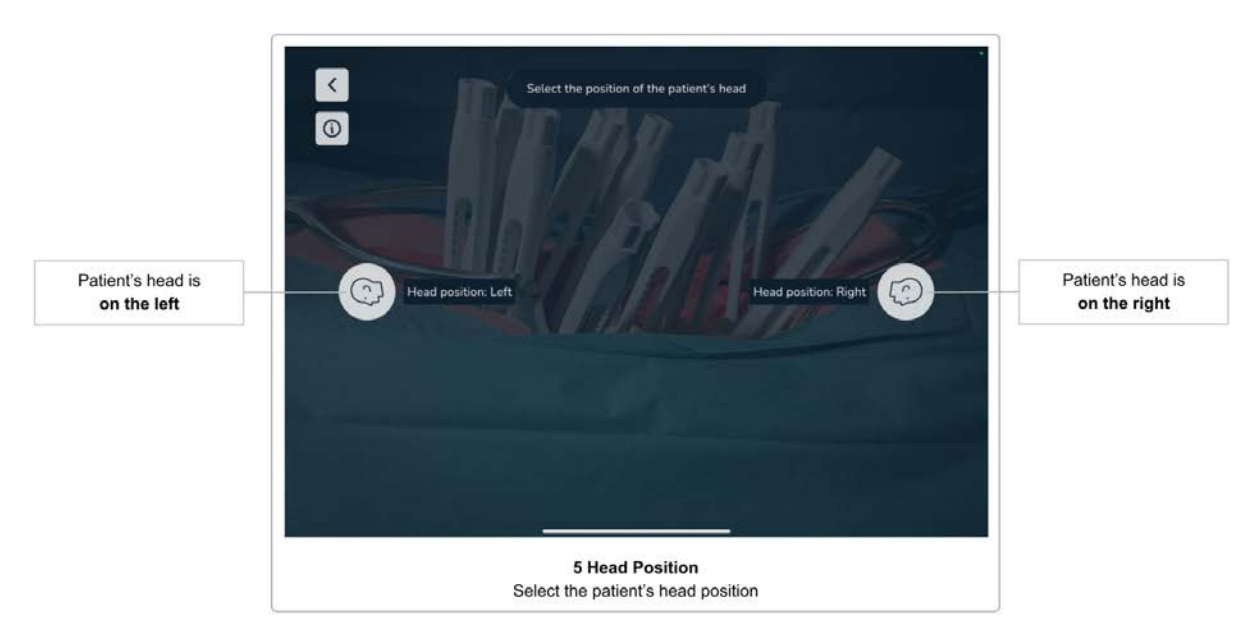 Select the position of the patient's head
Patient's head is
on the left
Head position: Left
Head position: Right
Patient's head is
on the right
5 Head Position
Select the patient's head position